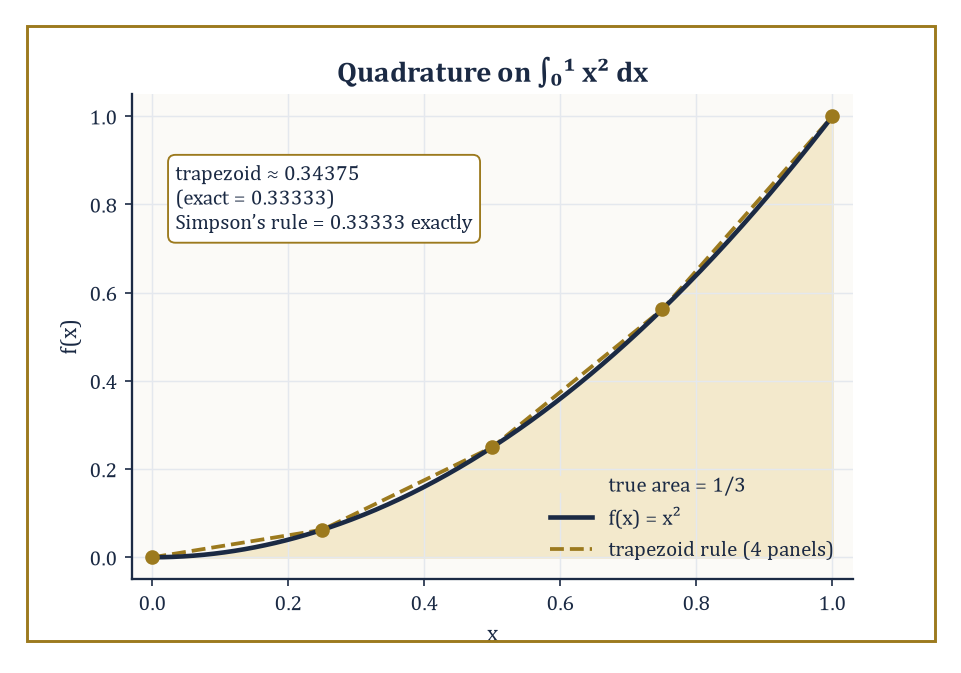 Quadrature on ∫₀¹ x² dx
1.0
trapezoid ≈ 0.34375
(exact = 0.33333)
Simpson’s rule = 0.33333 exactly
0.8
0.6
f(x)
0.4
0.2
true area = 1/3
f(x) = x²
trapezoid rule (4 panels)
0.0
0.0 0.2 0.4 0.6 0.8 1.0
x